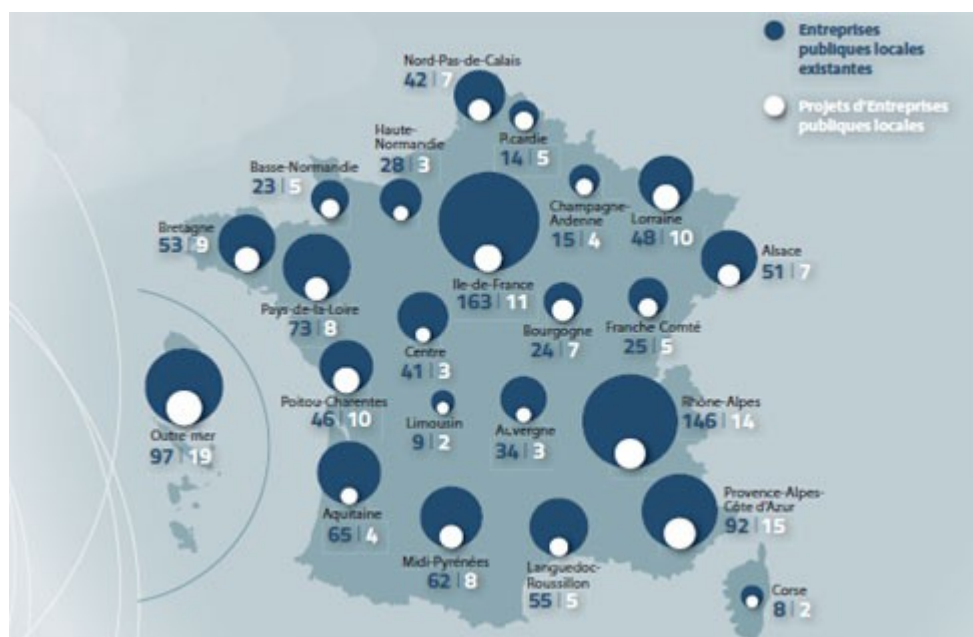 Entreprises
publiques locales
existantes
Projets d'Entreprises
publiques locales
Nord-Pas-de-Calais
42 | 7
Picardie
14 | 5
Haute-
Normandie
28 | 3
Basse-Normandie
23 | 5
Bretagne
53 | 9
Pays-de-la-Loire
73 | 8
Ile-de-France
163 | 11
Champagne-
Ardenne
15 | 4
Lorraine
48 | 10
Alsace
51 | 7
Centre
41 | 3
Bourgogne
24 | 7
Franche Comté
25 | 5
Poitou-Charentes
46 | 10
Limousin
9 | 2
Auvergne
34 | 3
Rhône-Alpes
146 | 14
Outre mer
97 | 19
Aquitaine
65 | 4
Midi-Pyrénées
62 | 8
Languedoc-
Roussillon
55 | 5
Provence-Alpes-
Côte d'Azur
92 | 15
Corse
8 | 2